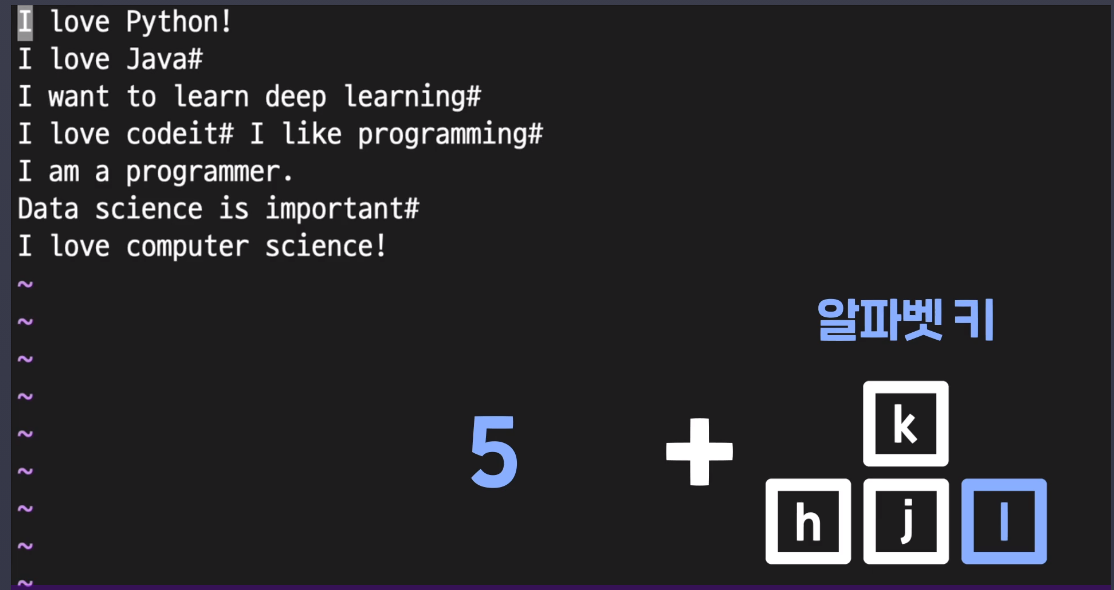 I love Python!
I love Java#
I want to learn deep learning#
I love codeit# I like programming#
I am a programmer.
Data science is important#
I love computer science!
~
~
~
~
~
~
~
~
~
알파벳 키
5 + k
h j l